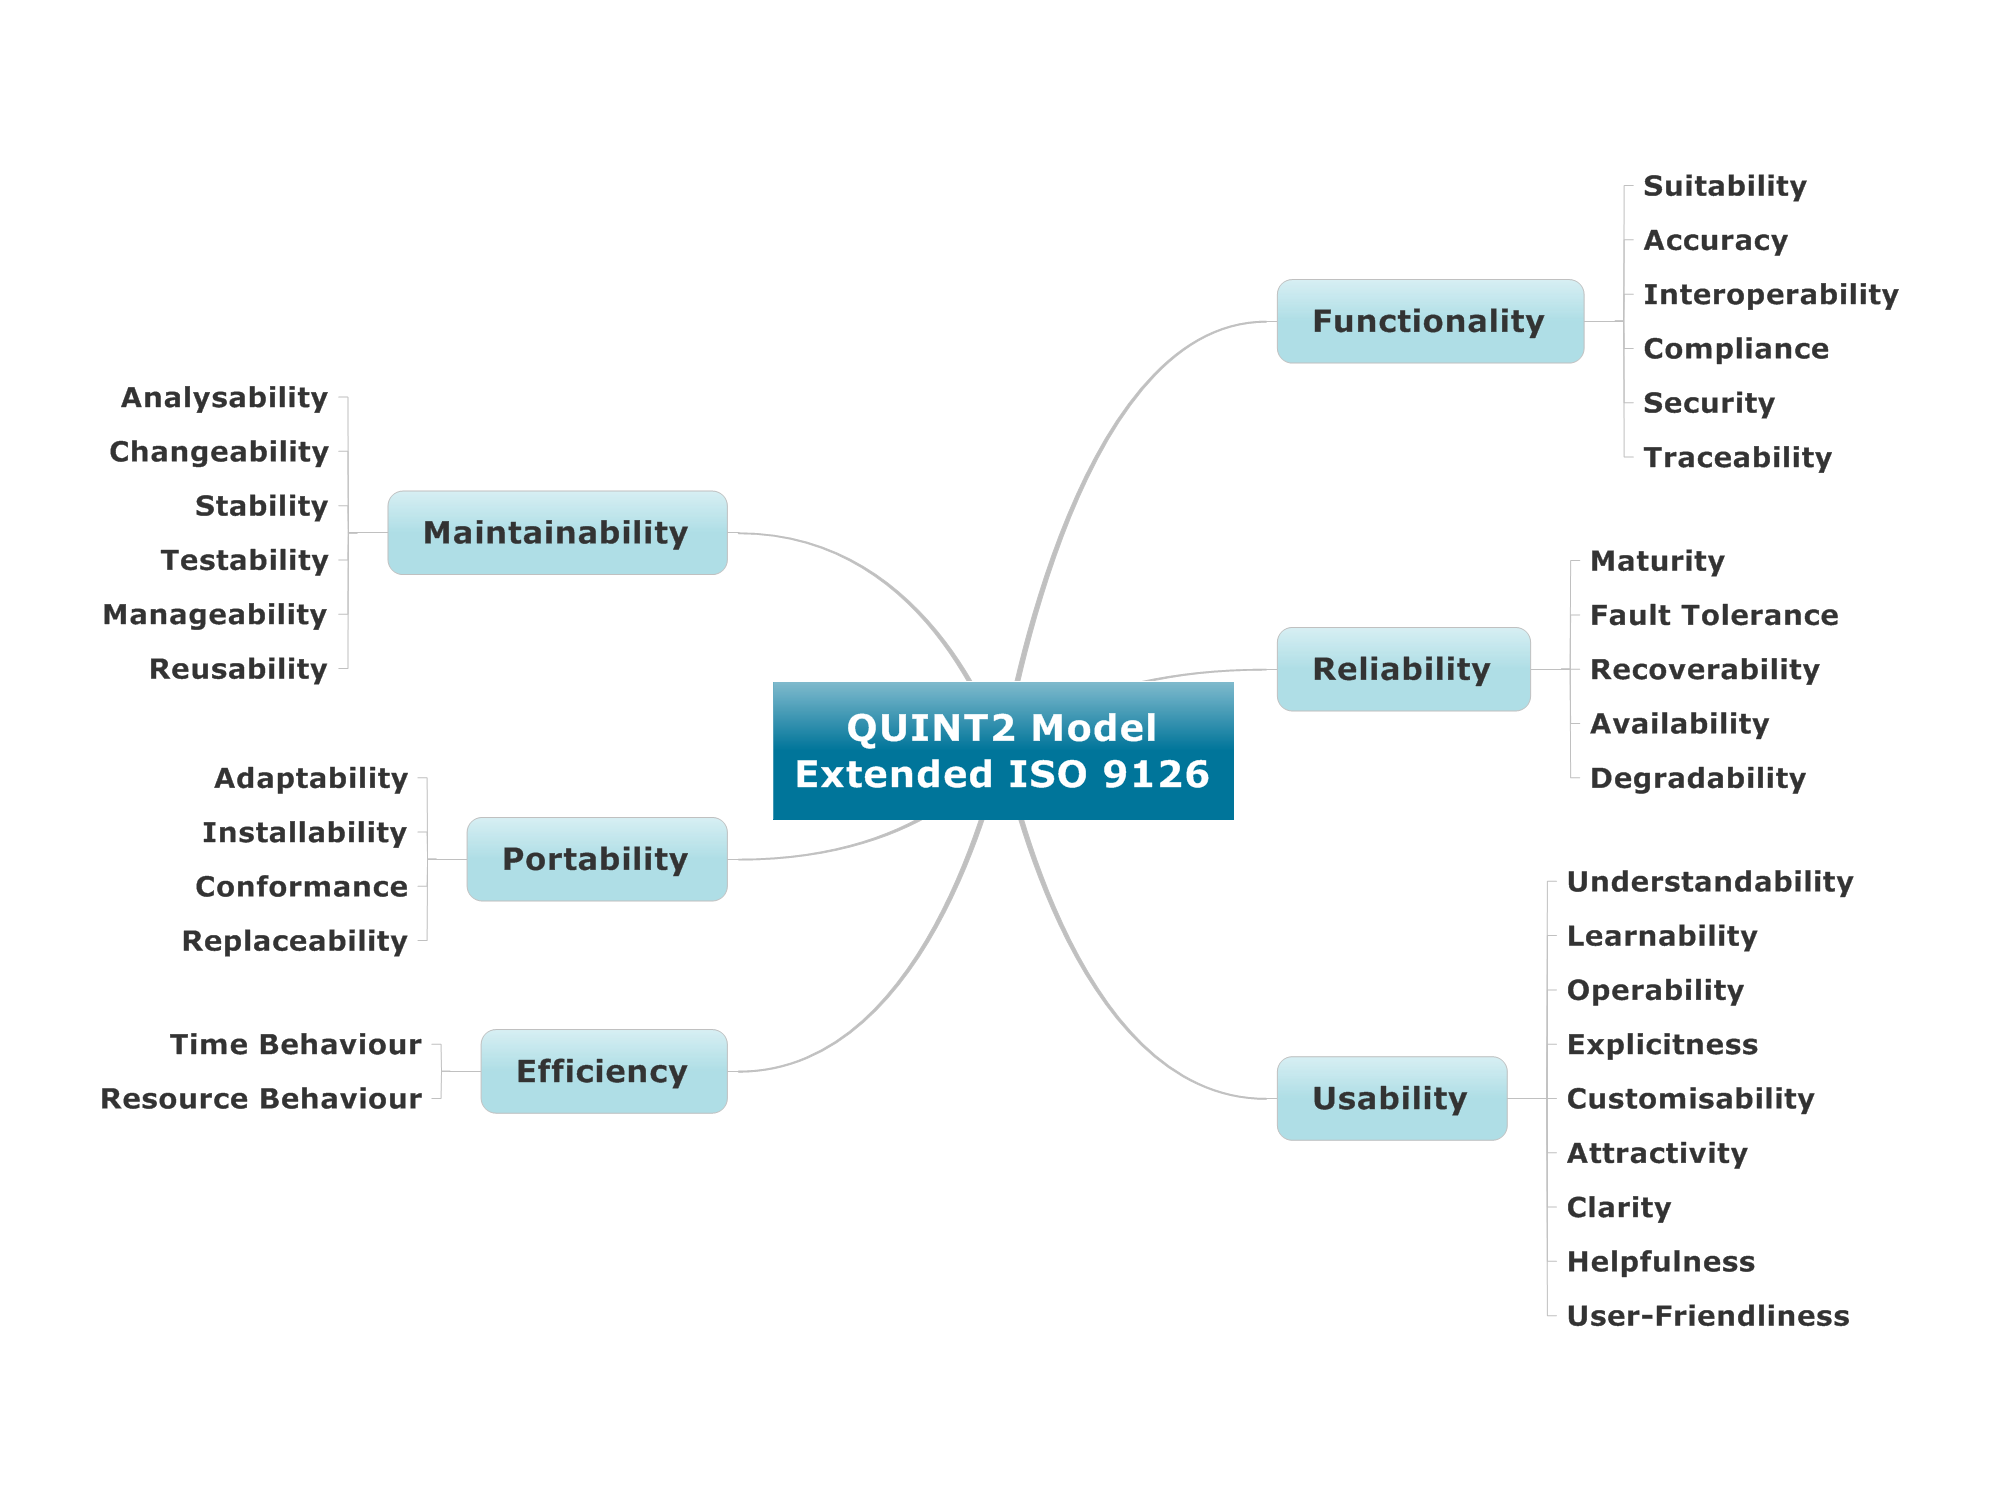 QUINT2 Model
Extended ISO 9126
Functionality
Suitability
Accuracy
Interoperability
Compliance
Security
Traceability
Reliability
Maturity
Fault Tolerance
Recoverability
Availability
Degradability
Usability
Understandability
Learnability
Operability
Explicitness
Customisability
Attractivity
Clarity
Helpfulness
User-Friendliness
Maintainability
Analysability
Changeability
Stability
Testability
Manageability
Reusability
Portability
Adaptability
Installability
Conformance
Replaceability
Efficiency
Time Behaviour
Resource Behaviour